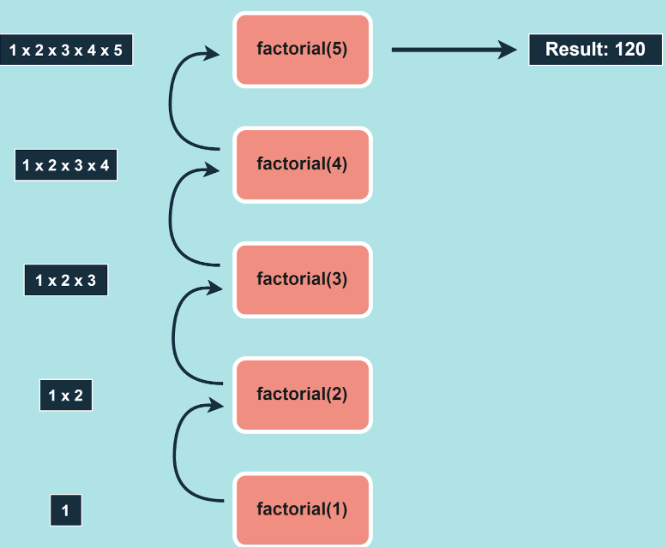 1 x 2 x 3 x 4 x 5
factorial(5)
Result: 120
1 x 2 x 3 x 4
factorial(4)
1 x 2 x 3
factorial(3)
1 x 2
factorial(2)
1
factorial(1)